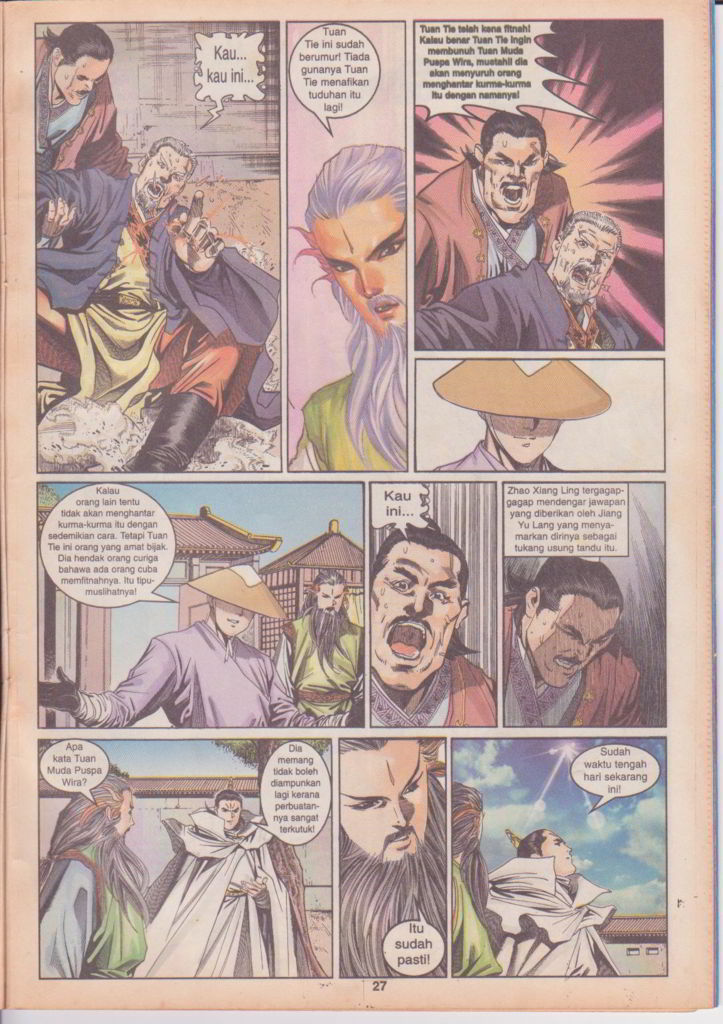 Kau...
kau ini...
Tuan
Tie ini sudah
berumur! Tiada
gunanya Tuan
Tie menafikan
tuduhan itu
lagi!
Tuan Tie telah kena fitnah!
Kalau benar Tuan Tie ingin
membunuh Tuan Muda
Puspa Wira, mustahil dia
akan menyuruh orang
menghantar kurma-kurma
itu dengan namanya!
Kalau
orang lain tentu
tidak akan menghantar
kurma-kurma itu dengan
sedemikian cara. Tetapi Tuan
Tie ini orang yang amat bijak.
Dia hendak orang curiga
bahawa ada orang cuba
memfitnahnya. Itu tipu-
muslihatnya!
Kau
ini...
Zhao Xiang Ling tergagap-
gagap mendengar jawapan
yang diberikan oleh Jiang
Yu Lang yang menya-
markan dirinya sebagai
tukang usung tandu itu.
Apa
kata Tuan
Muda Puspa
Wira?
Dia
memang
tidak boleh
diampunkan
lagi kerana
perbuatan-
nya sangat
terkutuk!
Itu
sudah
pasti!
Sudah
waktu tengah
hari sekarang
ini!
27